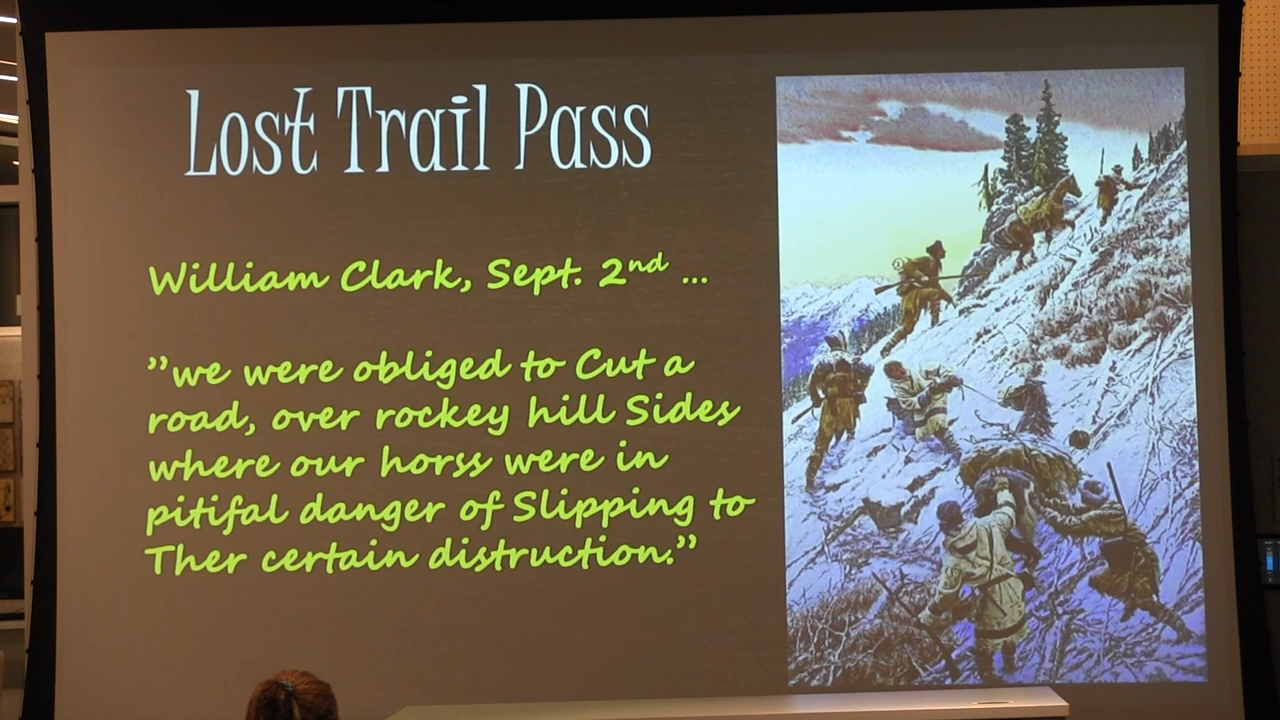 Lost Trail Pass
William Clark, Sept. 2nd ...
”we were obliged to Cut a
road, over rockey hill Sides
where our horss were in
pitifal danger of Slipping to
Ther certain distruction.”